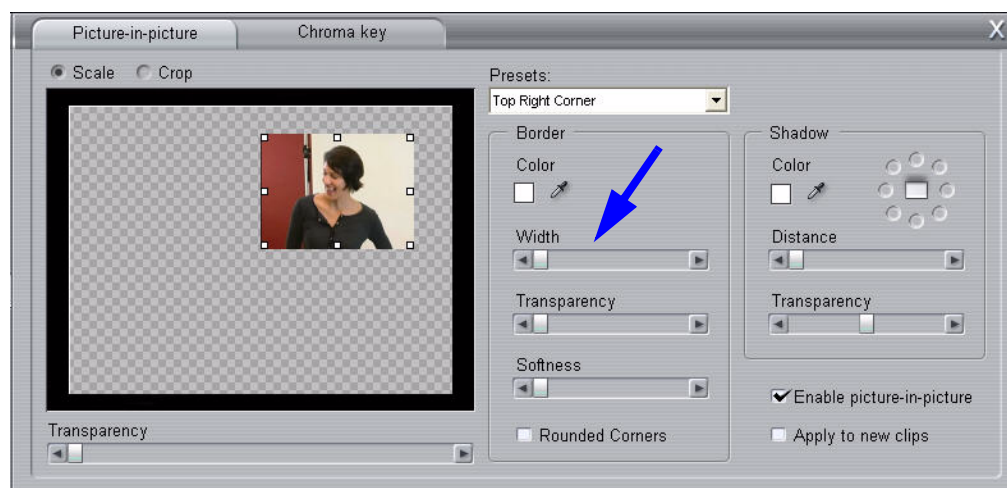 Picture-in-picture
Chroma key
X
Scale
Crop
Presets:
Top Right Corner
Border
Color
Width
Transparency
Softness
Rounded Corners
Shadow
Color
Distance
Transparency
Enable picture-in-picture
Apply to new clips
Transparency